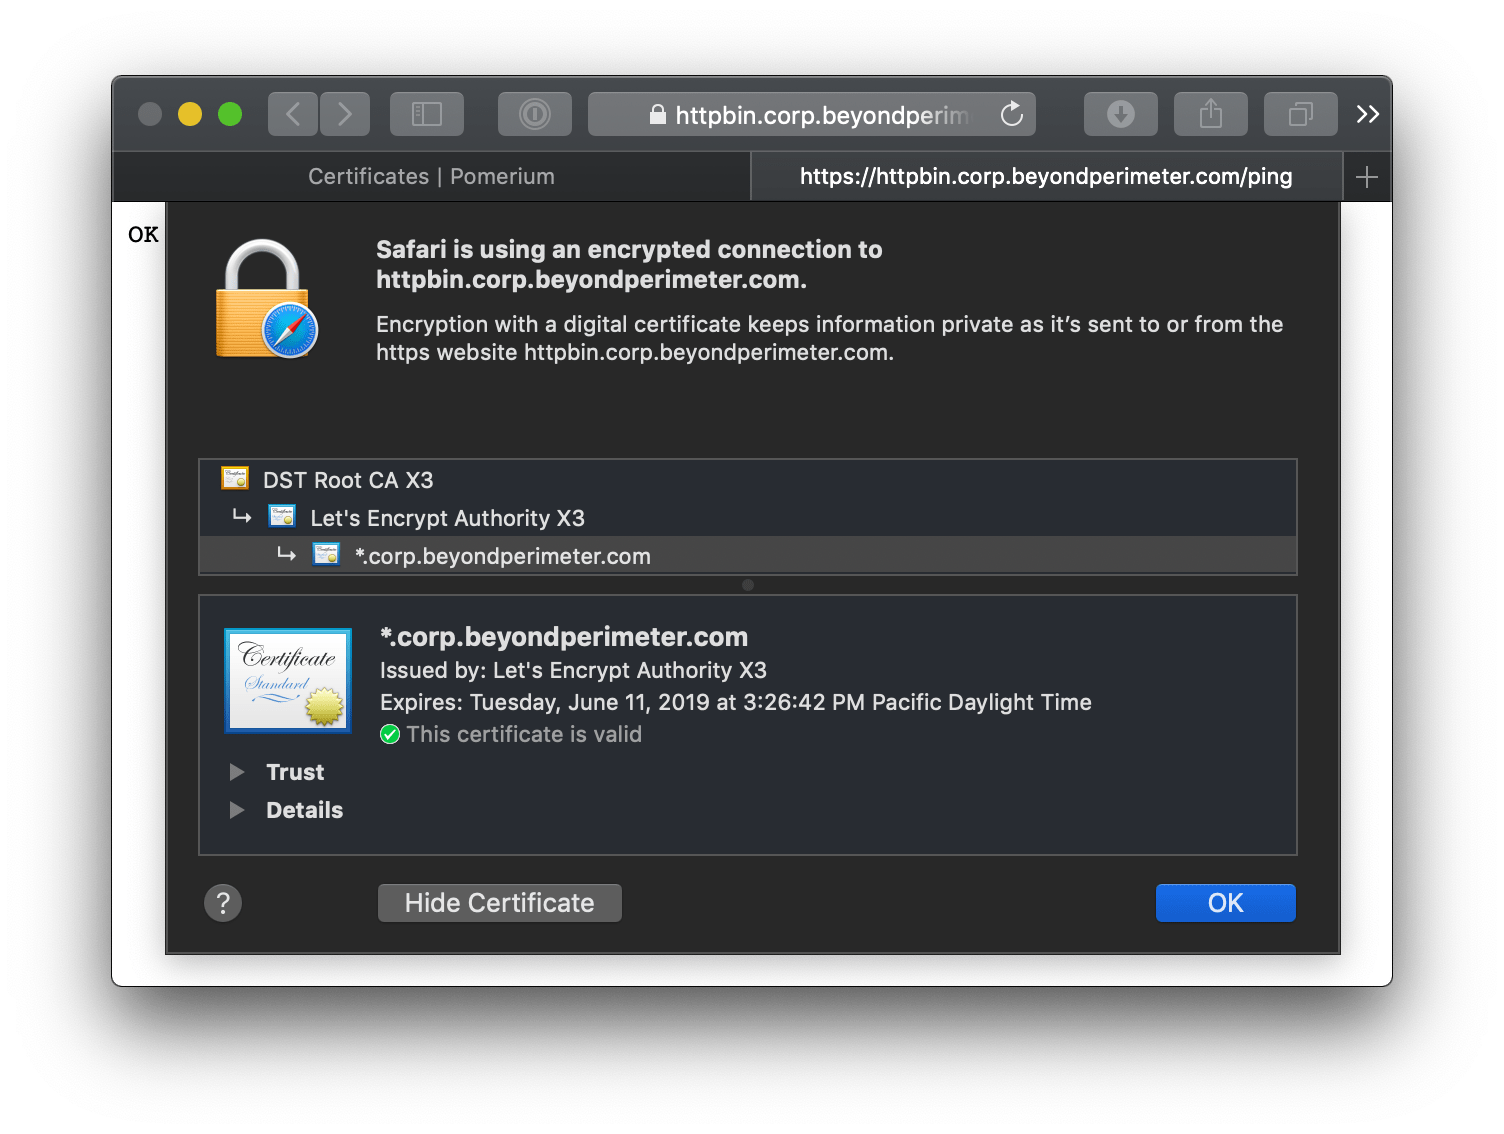 httpbin.corp.beyondperim
Certificates | Pomerium
https://httpbin.corp.beyondperimeter.com/ping
OK
Safari is using an encrypted connection to
httpbin.corp.beyondperimeter.com.
Encryption with a digital certificate keeps information private as it’s sent to or from the
https website httpbin.corp.beyondperimeter.com.
DST Root CA X3
Let's Encrypt Authority X3
*.corp.beyondperimeter.com
Certificate
Standard
*.corp.beyondperimeter.com
Issued by: Let's Encrypt Authority X3
Expires: Tuesday, June 11, 2019 at 3:26:42 PM Pacific Daylight Time
This certificate is valid
Trust
Details
?
Hide Certificate
OK